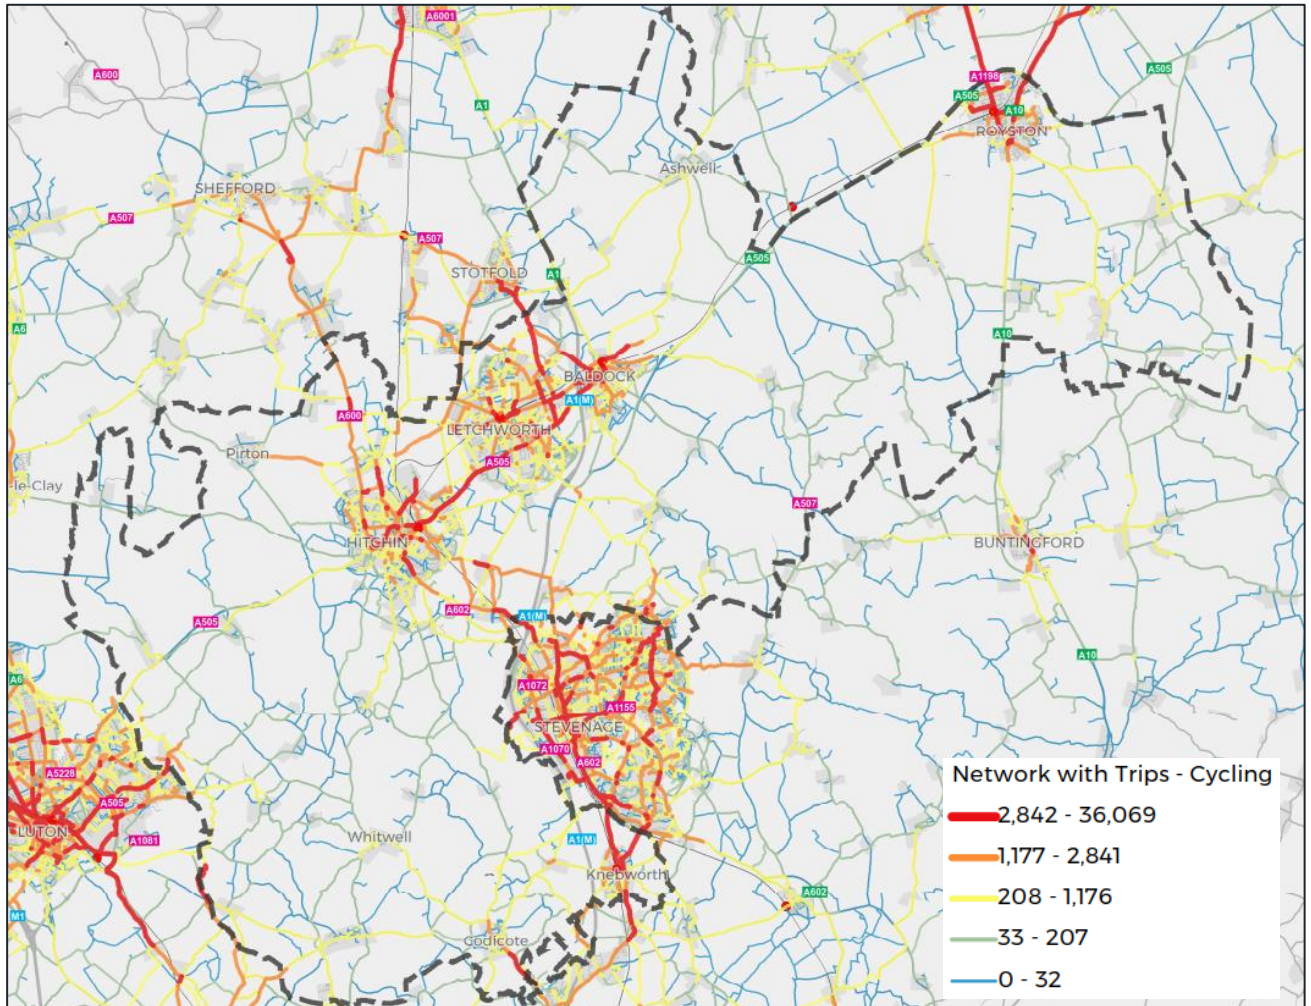 A6001
A600
A1198
A505
A505
A1
A10
ROYSTON
Ashwell
SHEFFORD
A507
A507
A505
STOTFOLD
A1
A6
A10
BALDOCK
A1(M)
A600
LETCHWORTH
Pirton
A505
le-Clay
A507
HITCHIN
BUNTINGFORD
A602
A1(M)
A505
A10
A6
A1072
A1155
STEVENAGE
A1070
A602
A5228
A505
LUTON
A1081
Whitwell
A1(M)
Knebworth
A602
M1
Codicote
Network with Trips - Cycling
2,842 - 36,069
1,177 - 2,841
208 - 1,176
33 - 207
0 - 32